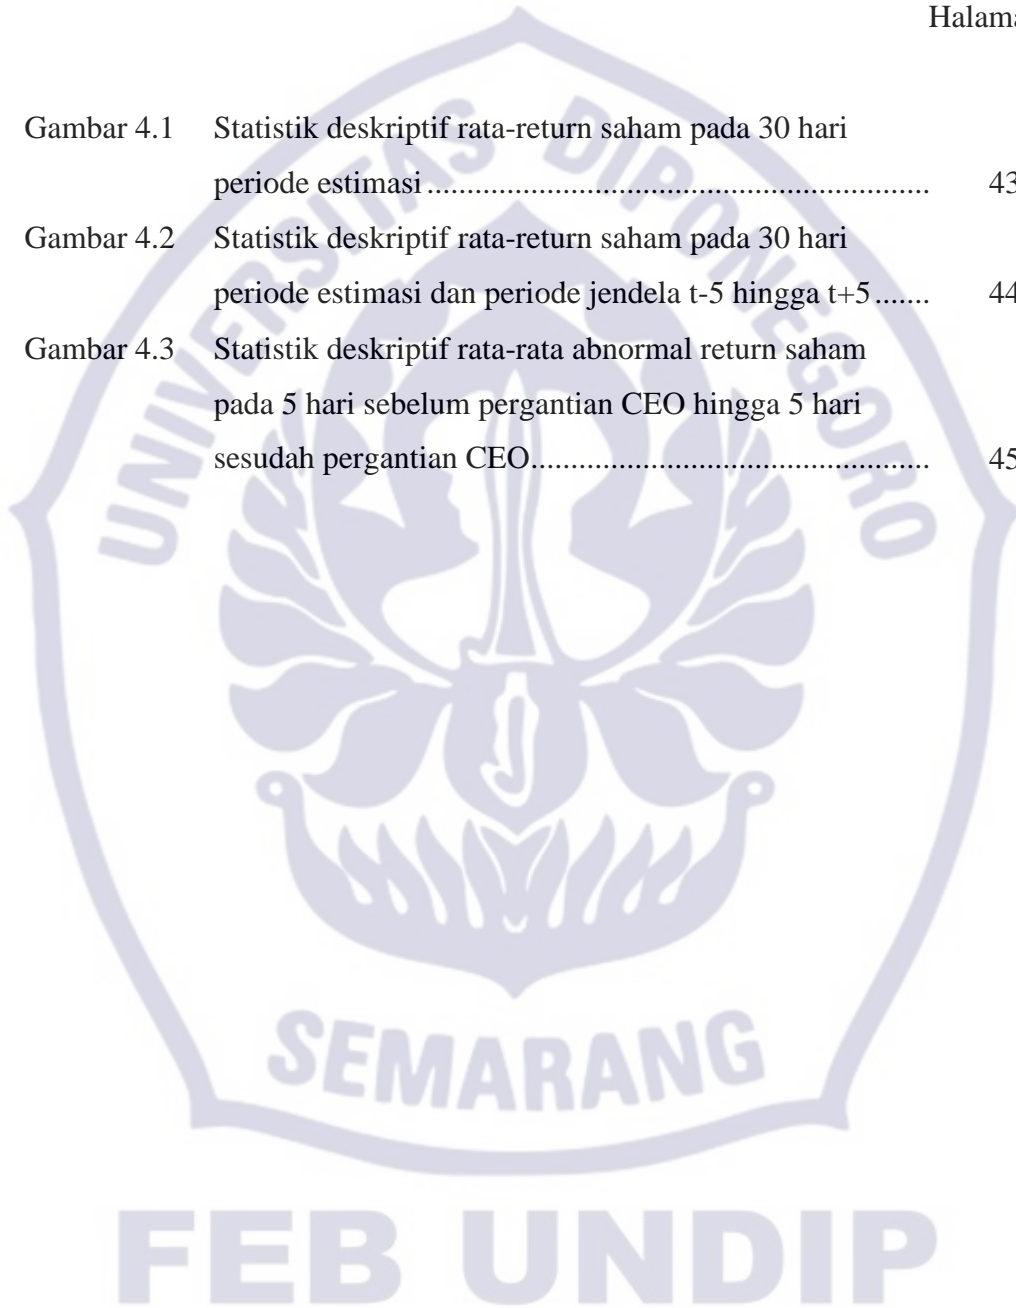 Halama
Gambar 4.1 Statistik deskriptif rata-return saham pada 30 hari
periode estimasi ............................................................... 43
Gambar 4.2 Statistik deskriptif rata-return saham pada 30 hari
periode estimasi dan periode jendela t-5 hingga t+5 ....... 44
Gambar 4.3 Statistik deskriptif rata-rata abnormal return saham
pada 5 hari sebelum pergantian CEO hingga 5 hari
sesudah pergantian CEO.................................................. 45
UNIVERSITAS DIPONEGORO
SEMARANG
FEB UNDIP